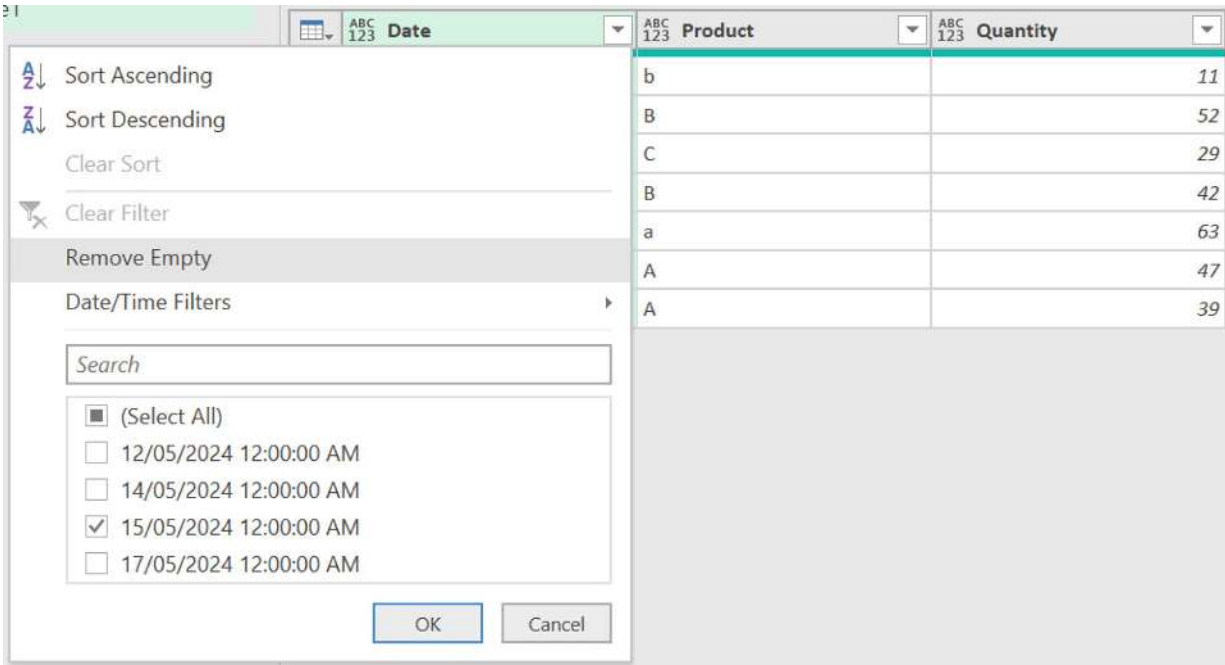 e1
ABC 123 Date ABC 123 Product ABC 123 Quantity
A Z Sort Ascending
Z A Sort Descending
Clear Sort
Clear Filter
Remove Empty
Date/Time Filters
Search
(Select All)
12/05/2024 12:00:00 AM
14/05/2024 12:00:00 AM
15/05/2024 12:00:00 AM
17/05/2024 12:00:00 AM
OK Cancel
b 11
B 52
C 29
B 42
a 63
A 47
A 39